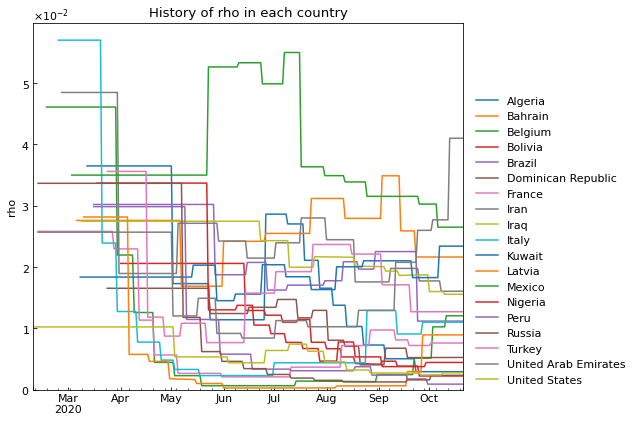 History of rho in each country
×10⁻²
5
4
3
2
1
0
rho
Mar
2020
Apr
May
Jun
Jul
Aug
Sep
Oct
Algeria
Bahrain
Belgium
Bolivia
Brazil
Dominican Republic
France
Iran
Iraq
Italy
Kuwait
Latvia
Mexico
Nigeria
Peru
Russia
Turkey
United Arab Emirates
United States